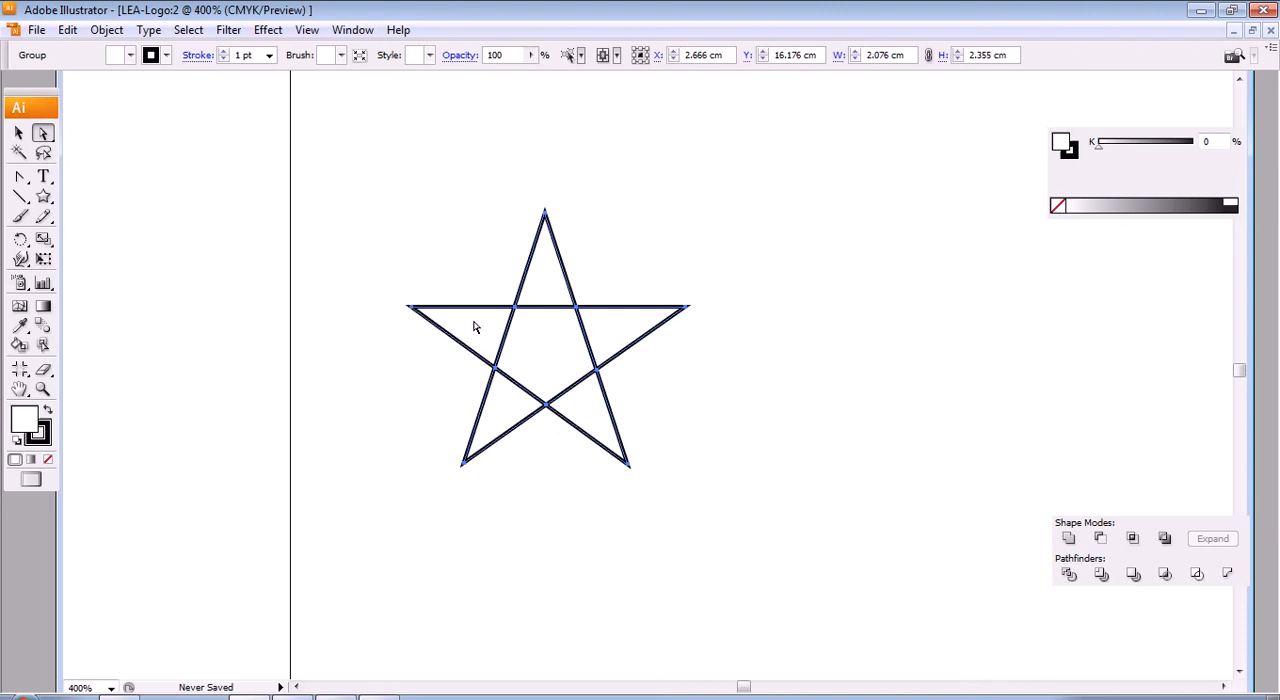 Adobe Illustrator - [LEA-Logo:2 @ 400% (CMYK/Preview) ]
File Edit Object Type Select Filter Effect View Window Help
Group Stroke: 1 pt Brush: Style: Opacity: 100 % X: 2.666 cm Y: 16.176 cm W: 2.076 cm H: 2.355 cm
Ai
K 0 %
T
Shape Modes:
Expand
Pathfinders:
400% Never Saved